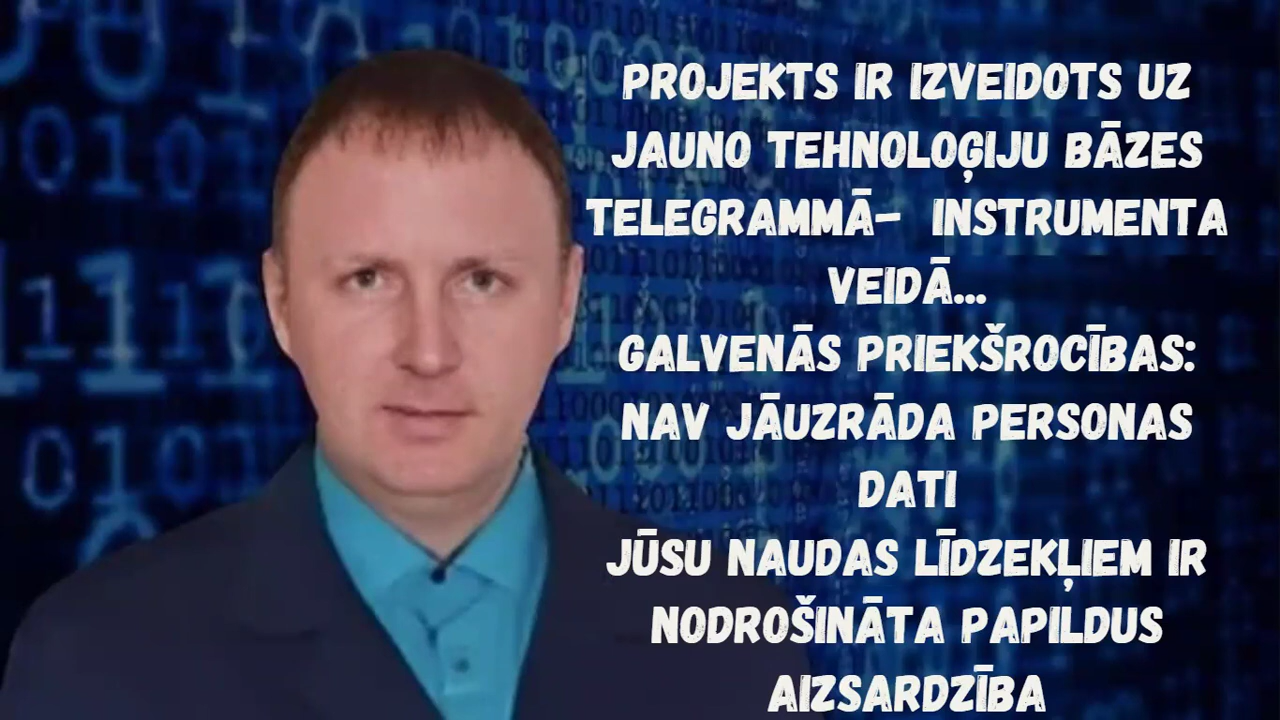 PROJEKTS IR IZVEIDOTS UZ
JAUNO TEHNOLOĢIJU BĀZES
TELEGRAMMĀ- INSTRUMENTA
VEIDĀ...
GALVENĀS PRIEKŠROCĪBAS:
NAV JĀUZRĀDA PERSONAS
DATI
JŪSU NAUDAS LĪDZEKĻIEM IR
NODROŠINĀTA PAPILDUS
AIZSARDZĪBA